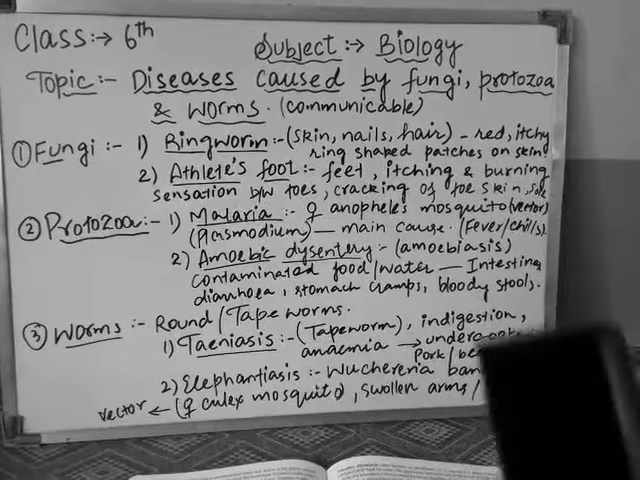 Class:→ 6th
Subject:→ Biology
Topic:- Diseases caused by fungi, protozoa
& worms. (communicable)
① Fungi :- 1) Ringworm:-(skin, nails, hair) - red, itchy
ring shaped patches on skin
2) Athlete's foot:- feet, itching & burning
sensation b/w toes, cracking of toe skin, sole
② Protozoa:- 1) Malaria:- ♀ anopheles mosquito (vector)
(Plasmodium) — main cause. (Fever/chills).
2) Amoebic dysentery:- (amoebiasis)
contaminated food/water — Intestine,
diarrhoea, stomach cramps, bloody stools.
③ Worms :- Round/Tape worms.
1) Taeniasis:-(Tapeworm), indigestion,
anaemia →
Pork/
2) Elephantiasis :- Wuchereria
vector ← (♀ culex mosquito), swollen arms/